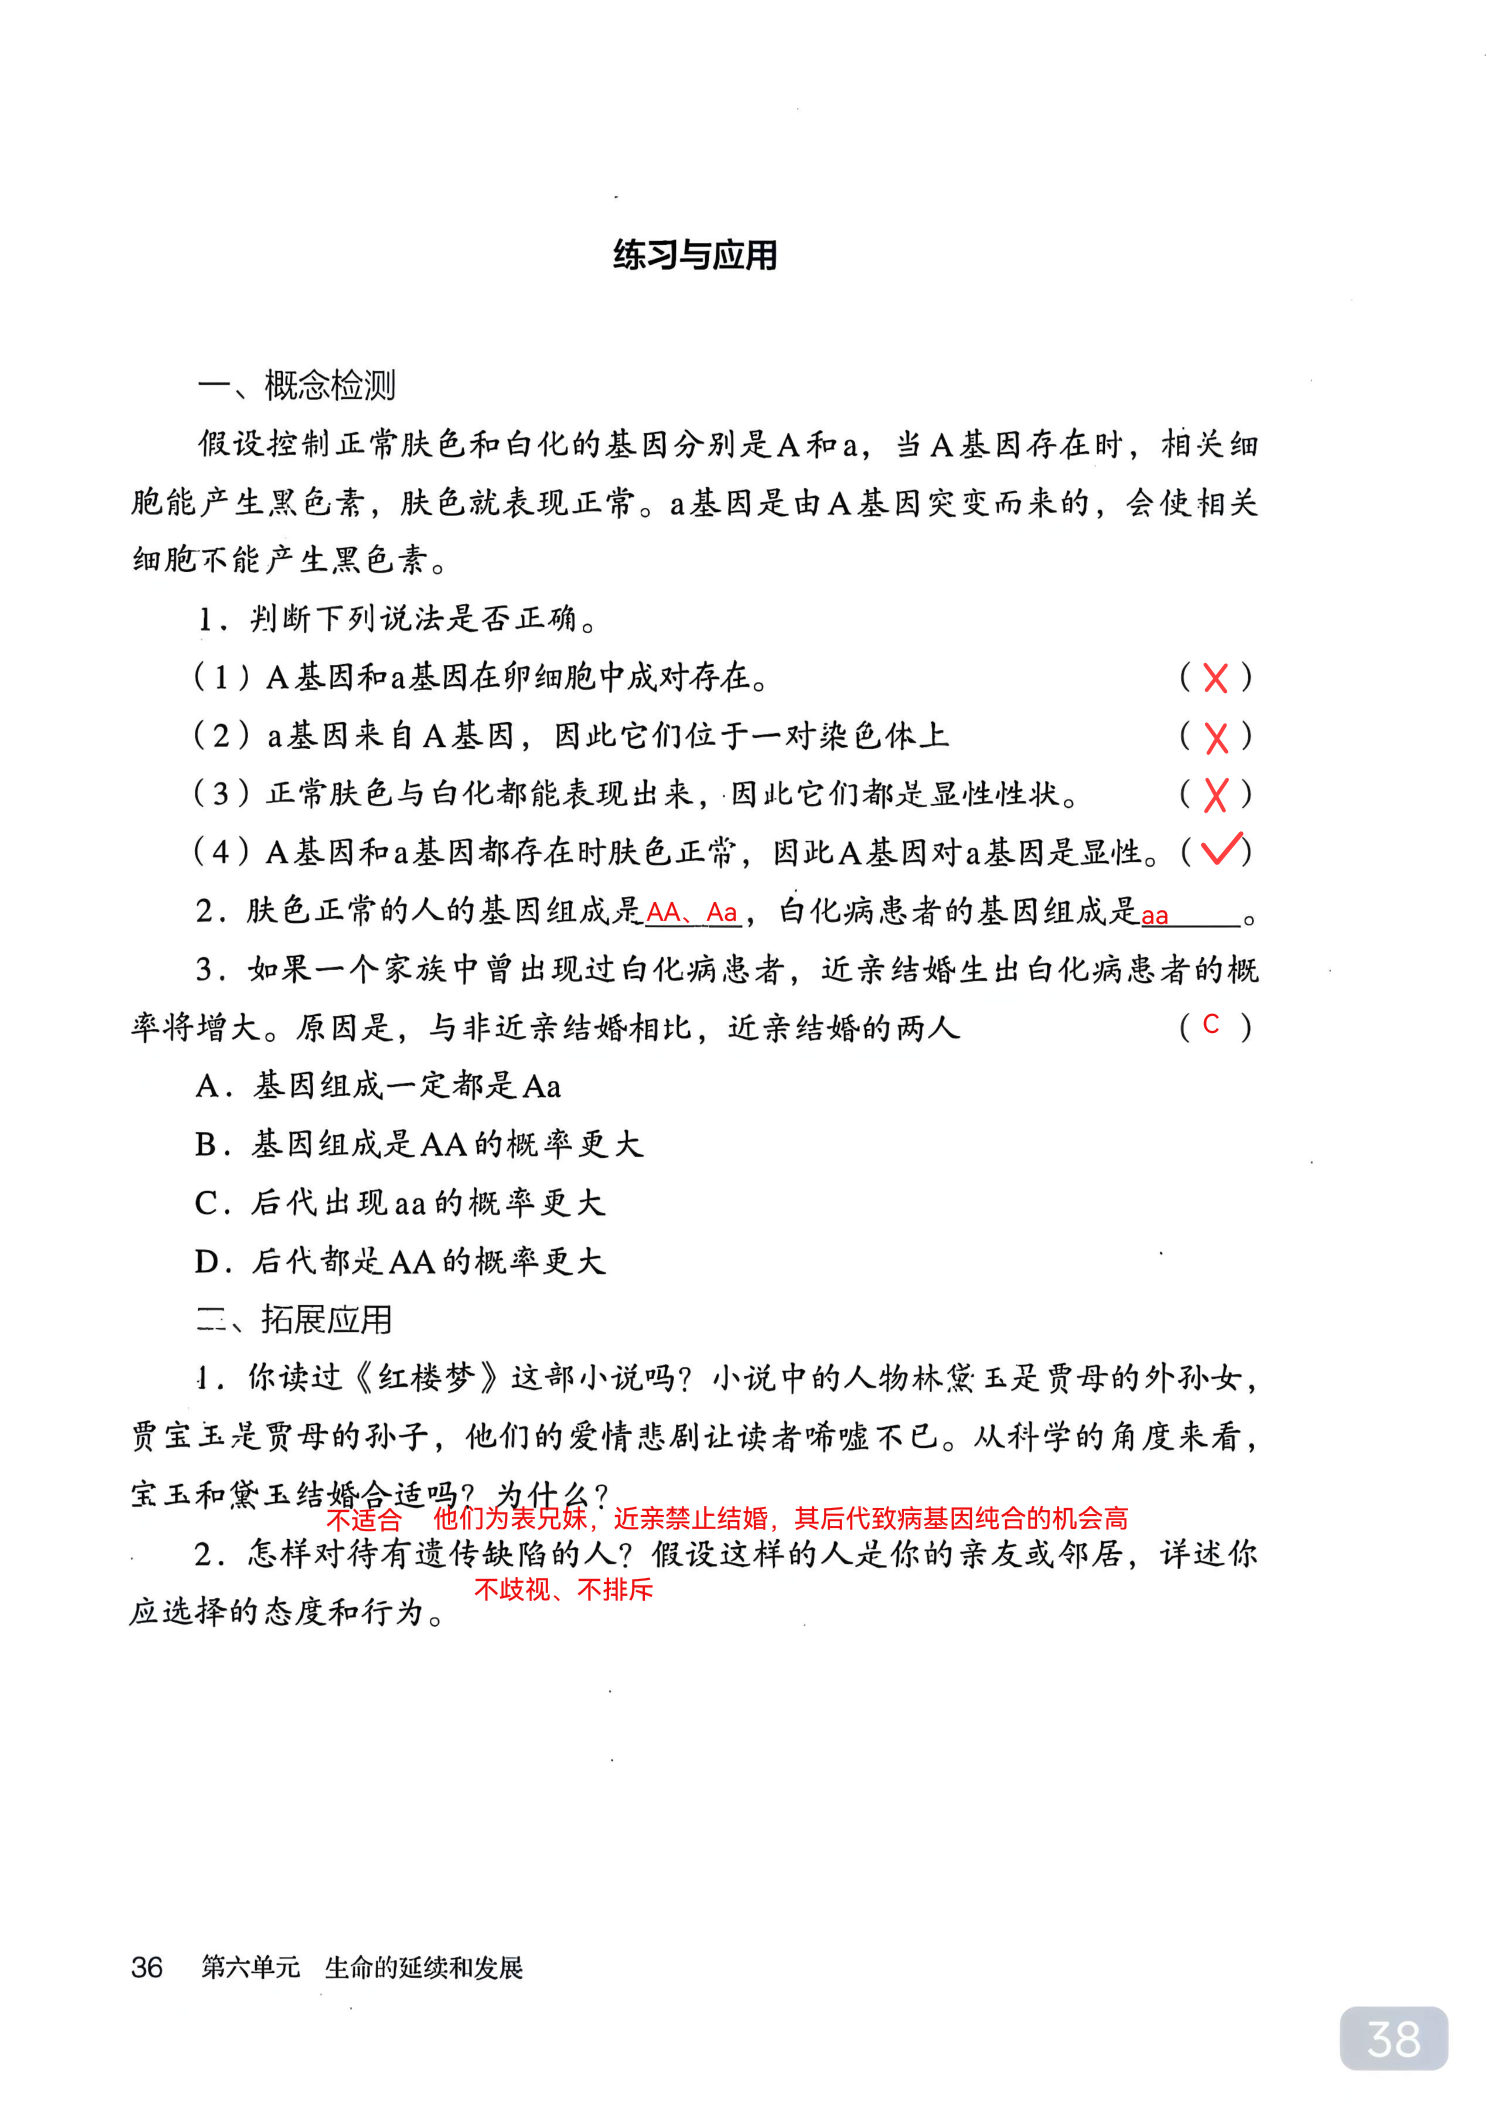 练习与应用
一、概念检测
假设控制正常肤色和白化的基因分别是A和a，当A基因存在时，相关细
胞能产生黑色素，肤色就表现正常。a基因是由A基因突变而来的，会使相关
细胞不能产生黑色素。
1. 判断下列说法是否正确。
（1）A基因和a基因在卵细胞中成对存在。（X）
（2）a基因来自A基因，因此它们位于一对染色体上（X）
（3）正常肤色与白化都能表现出来，因此它们都是显性性状。（X）
（4）A基因和a基因都存在时肤色正常，因此A基因对a基因是显性。（✓）
2. 肤色正常的人的基因组成是AA、Aa，白化病患者的基因组成是aa。
3. 如果一个家族中曾出现过白化病患者，近亲结婚生出白化病患者的概
率将增大。原因是，与非近亲结婚相比，近亲结婚的两人（C）
A. 基因组成一定都是Aa
B. 基因组成是AA的概率更大
C. 后代出现aa的概率更大
D. 后代都是AA的概率更大
二、拓展应用
1. 你读过《红楼梦》这部小说吗？小说中的人物林黛玉是贾母的外孙女，
贾宝玉是贾母的孙子，他们的爱情悲剧让读者唏嘘不已。从科学的角度来看，
宝玉和黛玉结婚合适吗？为什么？
不适合 他们为表兄妹，近亲禁止结婚，其后代致病基因纯合的机会高
2. 怎样对待有遗传缺陷的人？假设这样的人是你的亲友或邻居，详述你
不歧视、不排斥
应选择的态度和行为。
36 第六单元 生命的延续和发展
38